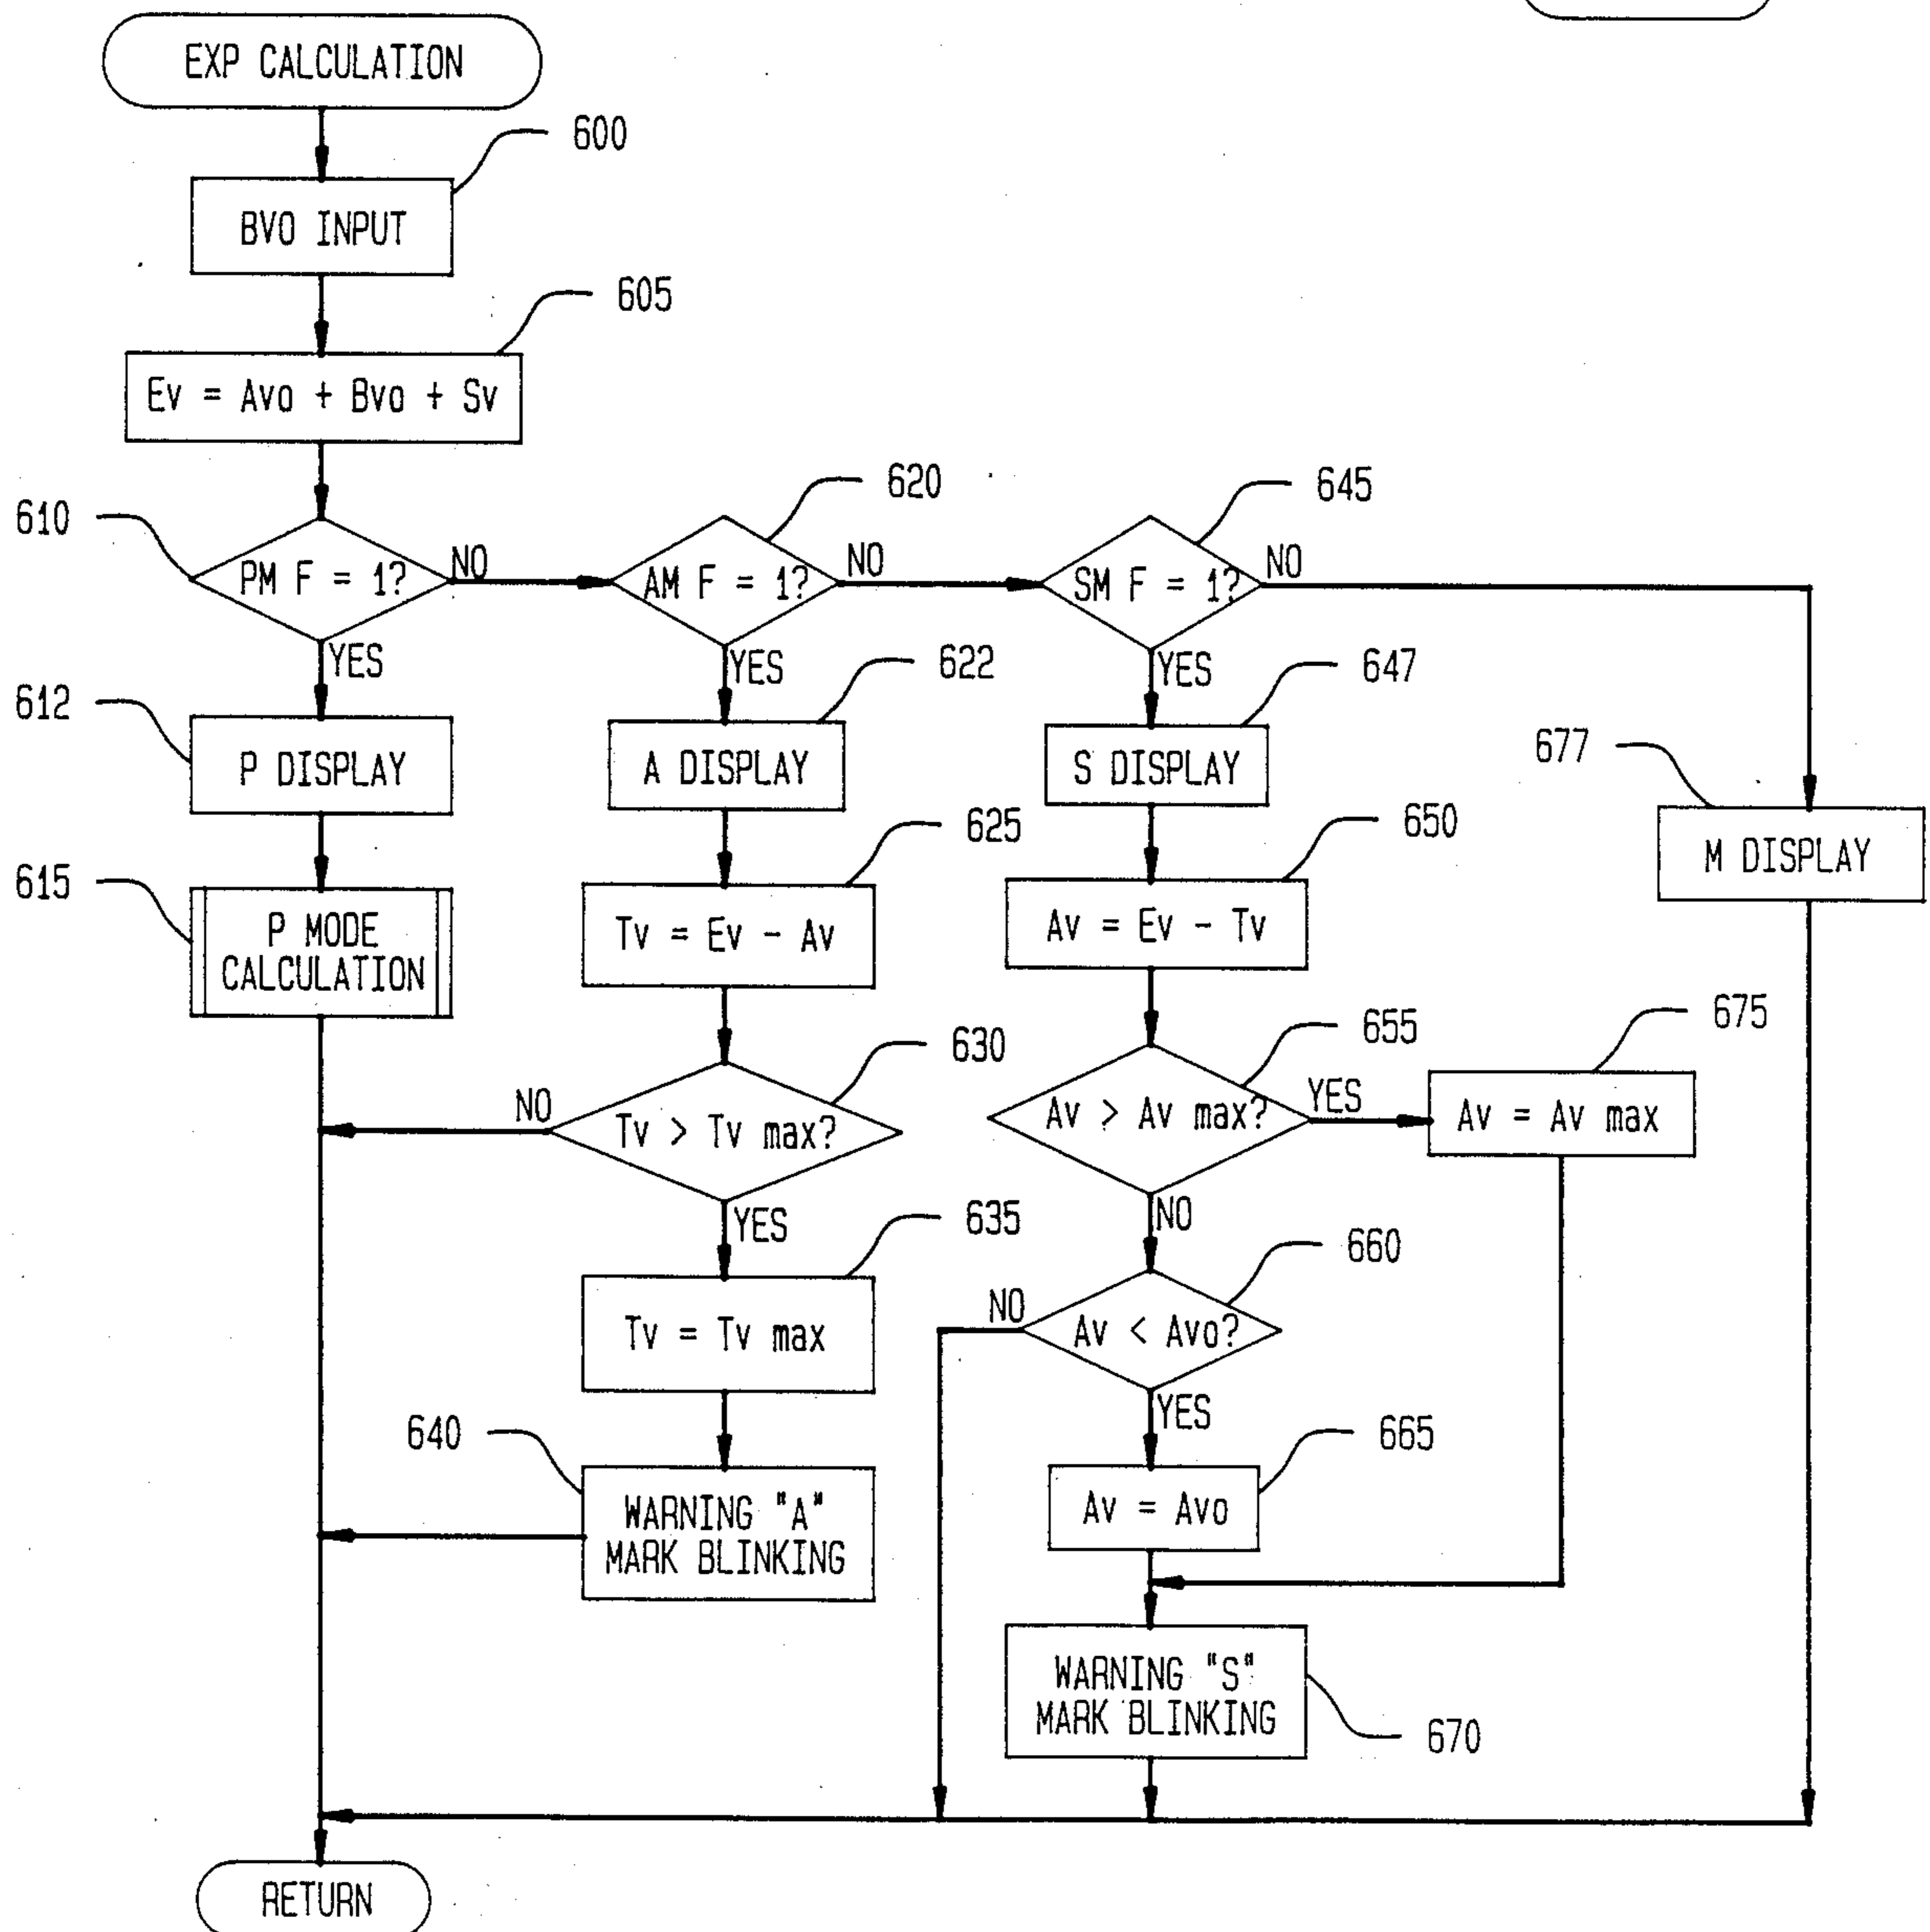 EXP CALCULATION
600
BVO INPUT
605
Ev = Avo + Bvo + Sv
610
PM F = 1?
NO
YES
620
AM F = 1?
NO
YES
645
SM F = 1?
NO
YES
612
P DISPLAY
622
A DISPLAY
647
S DISPLAY
677
M DISPLAY
615
P MODE
CALCULATION
625
Tv = Ev - Av
650
Av = Ev - Tv
630
Tv > Tv max?
NO
YES
655
Av > Av max?
YES
NO
675
Av = Av max
635
Tv = Tv max
660
Av < Avo?
NO
YES
640
WARNING "A"
MARK BLINKING
665
Av = Avo
WARNING "S"
MARK BLINKING
670
RETURN